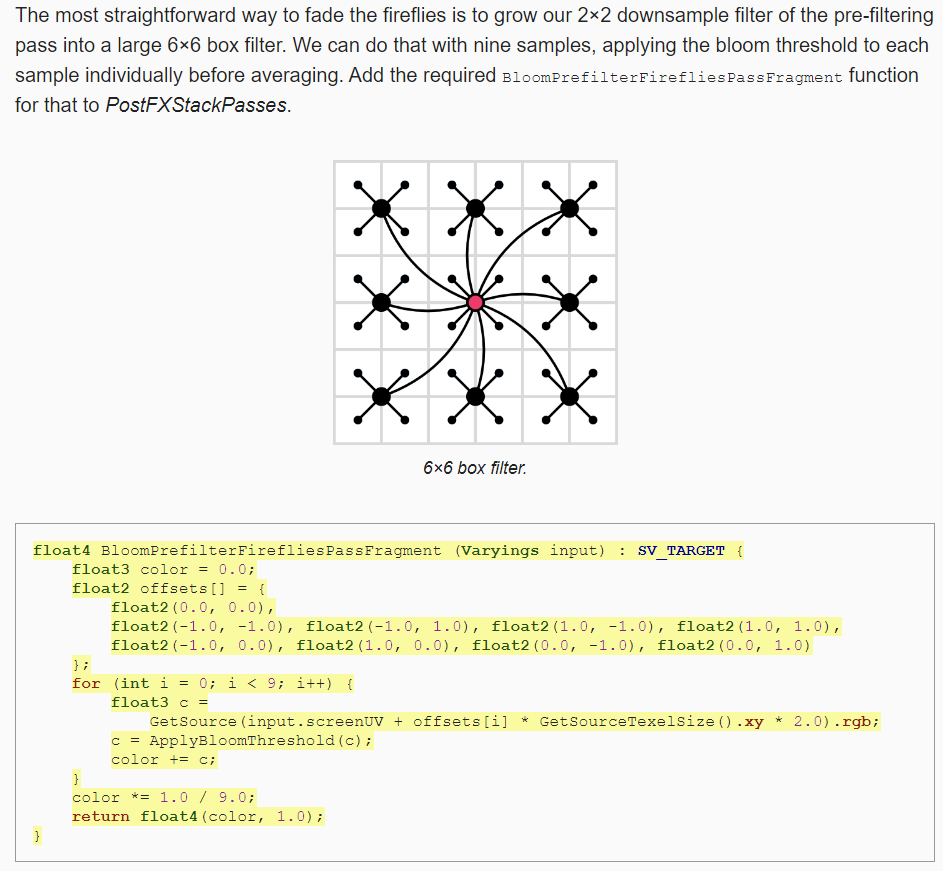 The most straightforward way to fade the fireflies is to grow our 2×2 downsample filter of the pre-filtering
pass into a large 6×6 box filter. We can do that with nine samples, applying the bloom threshold to each
sample individually before averaging. Add the required BloomPrefilterFirefliesPassFragment function
for that to PostFXStackPasses.
6×6 box filter.
float4 BloomPrefilterFirefliesPassFragment (Varyings input) : SV_TARGET {
    float3 color = 0.0;
    float2 offsets[] = {
        float2(0.0, 0.0),
        float2(-1.0, -1.0), float2(-1.0, 1.0), float2(1.0, -1.0), float2(1.0, 1.0),
        float2(-1.0, 0.0), float2(1.0, 0.0), float2(0.0, -1.0), float2(0.0, 1.0)
    };
    for (int i = 0; i < 9; i++) {
        float3 c =
            GetSource(input.screenUV + offsets[i] * GetSourceTexelSize().xy * 2.0).rgb;
        c = ApplyBloomThreshold(c);
        color += c;
    }
    color *= 1.0 / 9.0;
    return float4(color, 1.0);
}